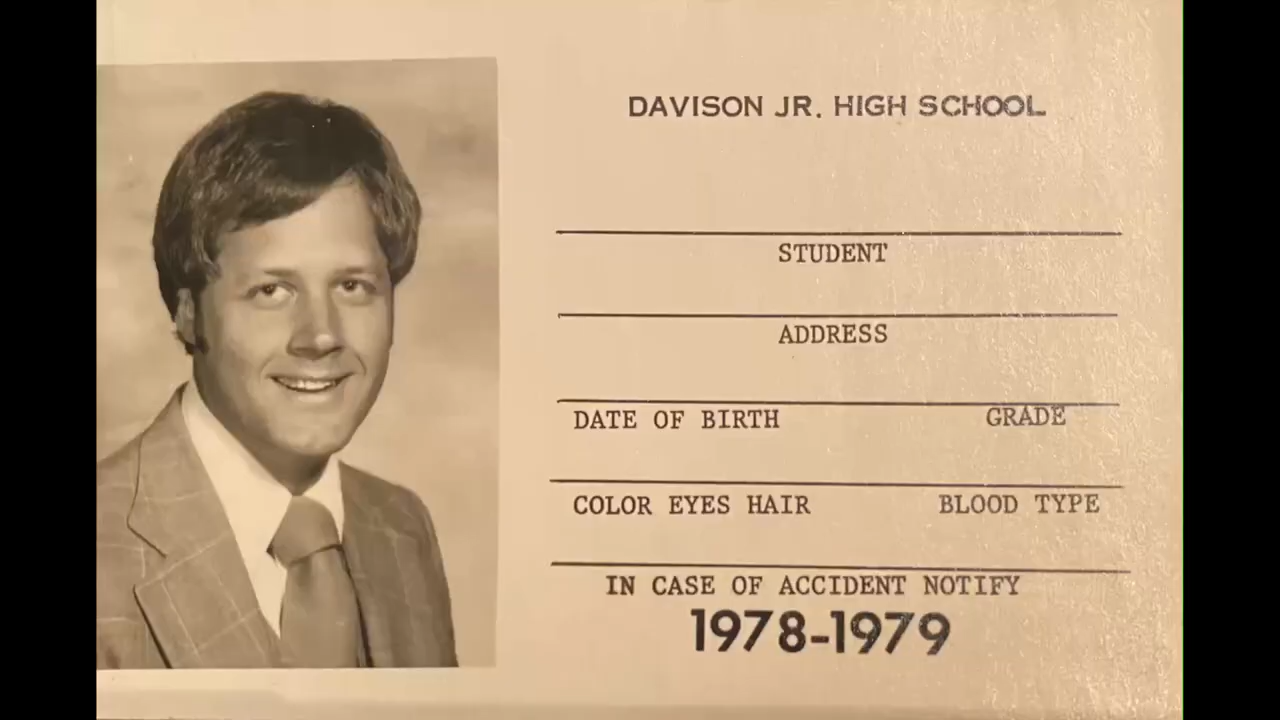 DAVISON JR. HIGH SCHOOL
STUDENT
ADDRESS
DATE OF BIRTH GRADE
COLOR EYES HAIR BLOOD TYPE
IN CASE OF ACCIDENT NOTIFY
1978-1979